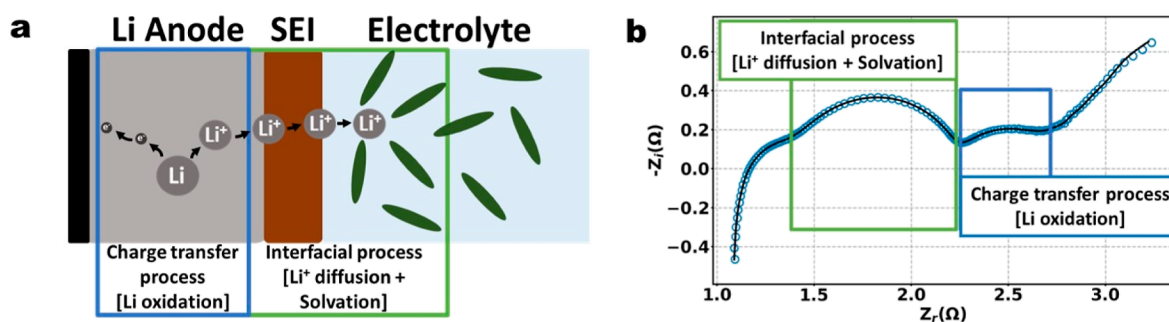 a
Li Anode SEI Electrolyte
e⁻ e⁻ Li Li⁺ Li⁺ Li⁺ Li⁺
Charge transfer
process
[Li oxidation]
Interfacial process
[Li⁺ diffusion +
Solvation]
b
Interfacial process
[Li⁺ diffusion + Solvation]
Charge transfer process
[Li oxidation]
-Zᵢ(Ω)
0.6
0.4
0.2
0.0
−0.2
−0.4
1.0 1.5 2.0 2.5 3.0
Zᵣ(Ω)